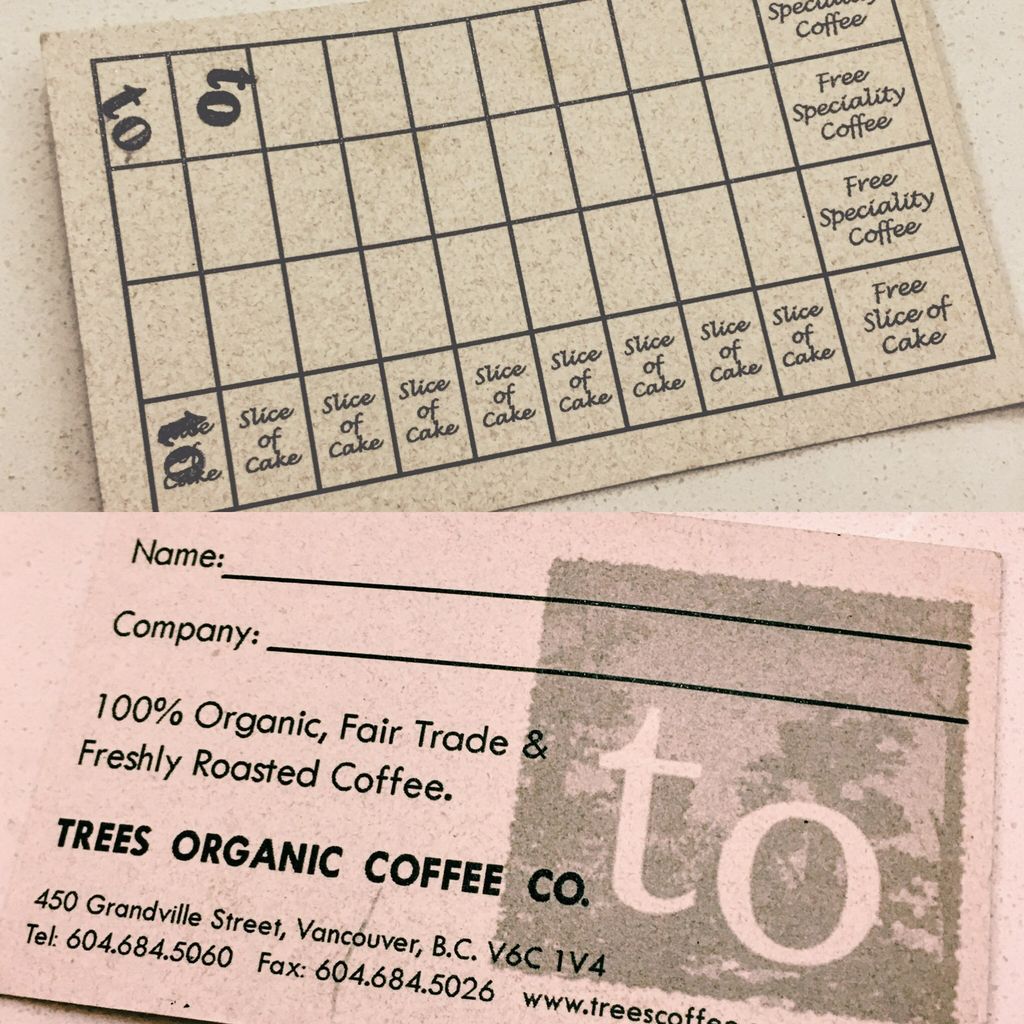 Speciality
Coffee
to to
Free
Speciality
Coffee
Free
Speciality
Coffee
Free
Slice of
Cake
to
Slice
of
Cake
Slice
of
Cake
Slice
of
Cake
Slice
of
Cake
Slice
of
Cake
Slice
of
Cake
Slice
of
Cake
Slice
of
Cake
Name:
Company:
100% Organic, Fair Trade &
Freshly Roasted Coffee.
TREES ORGANIC COFFEE CO.
450 Grandville Street, Vancouver, B.C. V6C 1V4
Tel: 604.684.5060 Fax: 604.684.5026
to